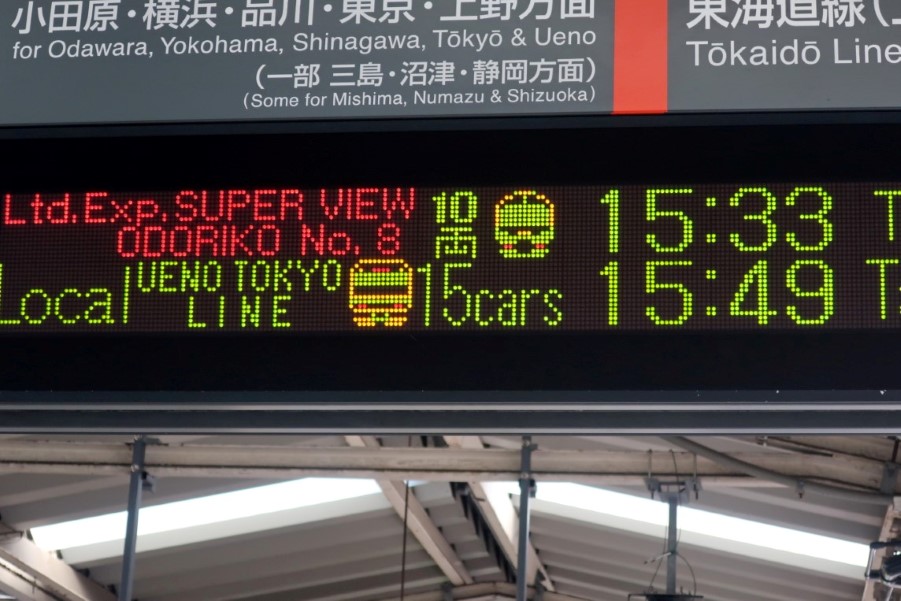 小田原・横浜・品川・東京・上野方面
for Odawara, Yokohama, Shinagawa, Tōkyō & Ueno
(一部 三島・沼津・静岡方面)
(Some for Mishima, Numazu & Shizuoka)
東海道線
Tōkaidō Line
Ltd.Exp.SUPER VIEW ODORIKO No. 8 10両 15:33
Local UENO TOKYO LINE 15cars 15:49